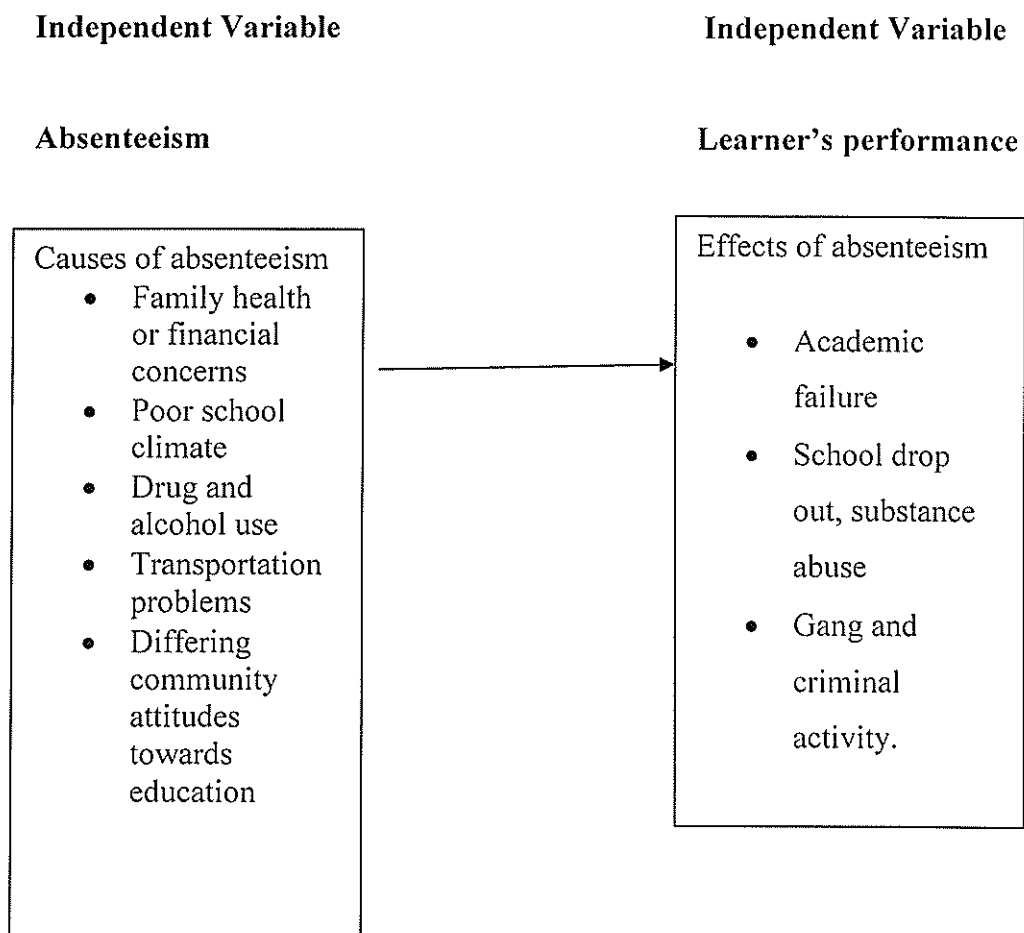 Independent Variable
Independent Variable
Absenteeism
Learner's performance
Causes of absenteeism
• Family health
or financial
concerns
• Poor school
climate
• Drug and
alcohol use
• Transportation
problems
• Differing
community
attitudes
towards
education
Effects of absenteeism
• Academic
failure
• School drop
out, substance
abuse
• Gang and
criminal
activity.